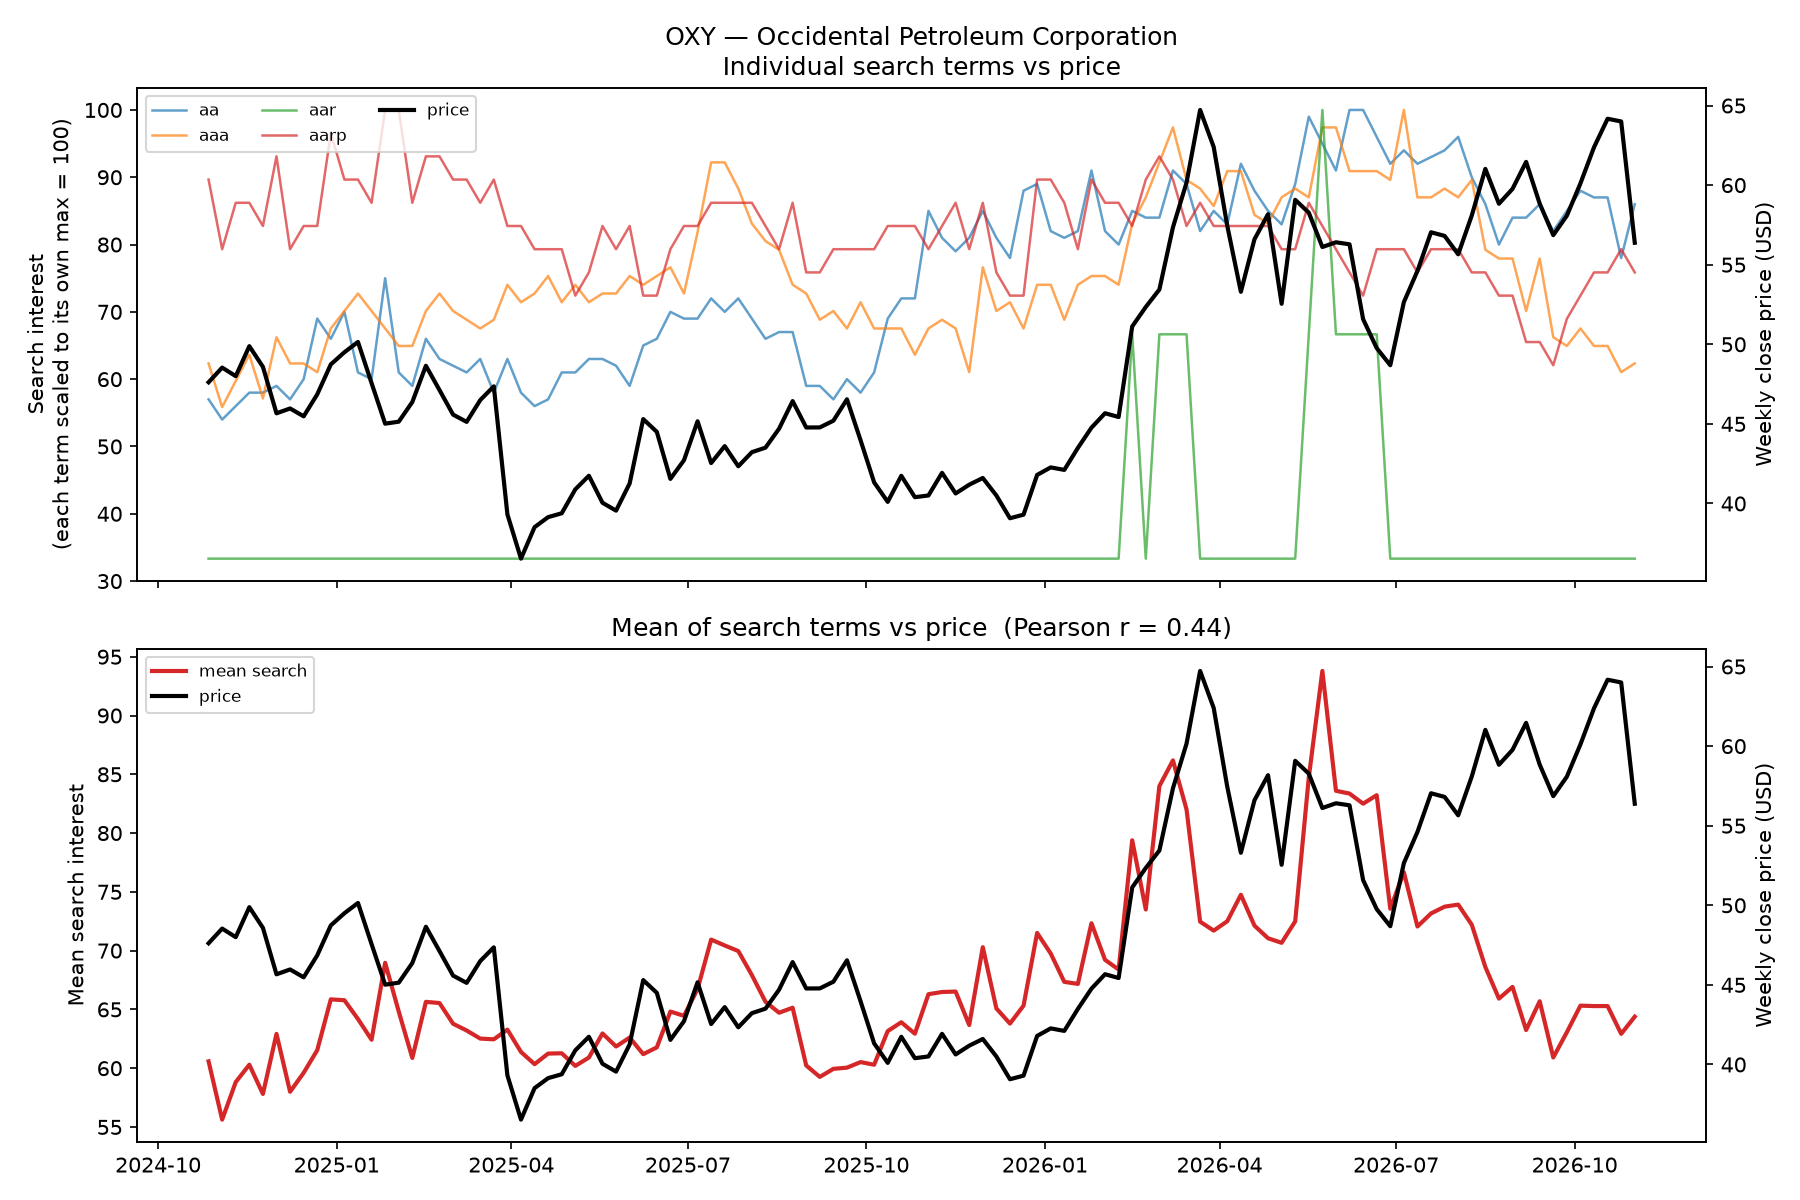 OXY — Occidental Petroleum Corporation
Individual search terms vs price
aa
aaa
aar
aarp
price
Search interest
(each term scaled to its own max = 100)
100
90
80
70
60
50
40
30
65
60
55
50
45
40
Weekly close price (USD)
Mean of search terms vs price (Pearson r = 0.44)
mean search
price
Mean search interest
95
90
85
80
75
70
65
60
55
65
60
55
50
45
40
Weekly close price (USD)
2024-10
2025-01
2025-04
2025-07
2025-10
2026-01
2026-04
2026-07
2026-10